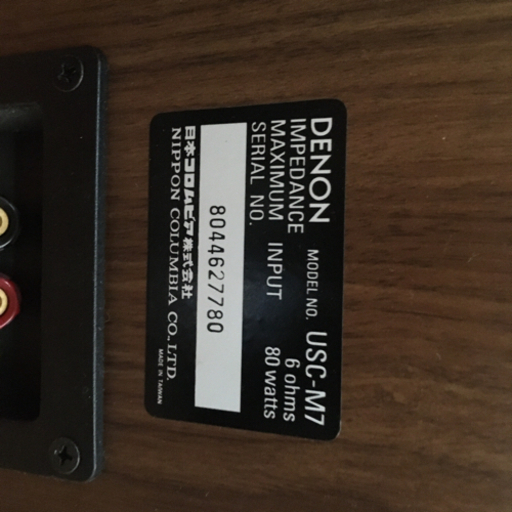 DENON MODEL NO. USC-M7
IMPEDANCE 6 ohms
MAXIMUM INPUT 80 watts
SERIAL NO.
8044627780
日本コロムビア株式会社
NIPPON COLUMBIA CO., LTD.
MADE IN TAIWAN